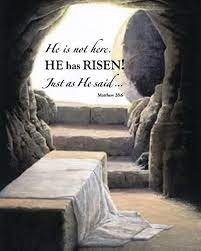 He is not here.
HE has RISEN!
Just as He said...
Matthew 28:6